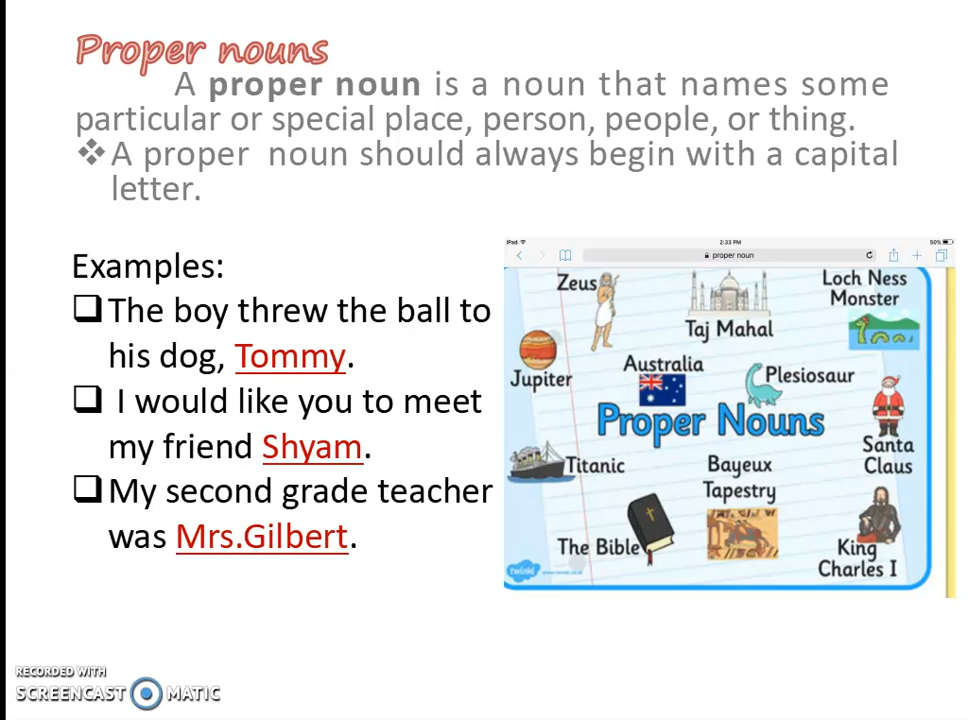 Proper nouns
A proper noun is a noun that names some
particular or special place, person, people, or thing.
❖A proper noun should always begin with a capital
letter.
Examples:
❑The boy threw the ball to
his dog, Tommy.
❑ I would like you to meet
my friend Shyam.
❑My second grade teacher
was Mrs.Gilbert.
iPad
2:33 PM
50%
proper noun
Zeus
Taj Mahal
Loch Ness
Monster
Jupiter
Australia
Plesiosaur
Proper Nouns
Santa
Claus
Titanic
Bayeux
Tapestry
The Bible
King
Charles I
twinkl
www.twinkl.co.uk
RECORDED WITH
SCREENCAST MATIC